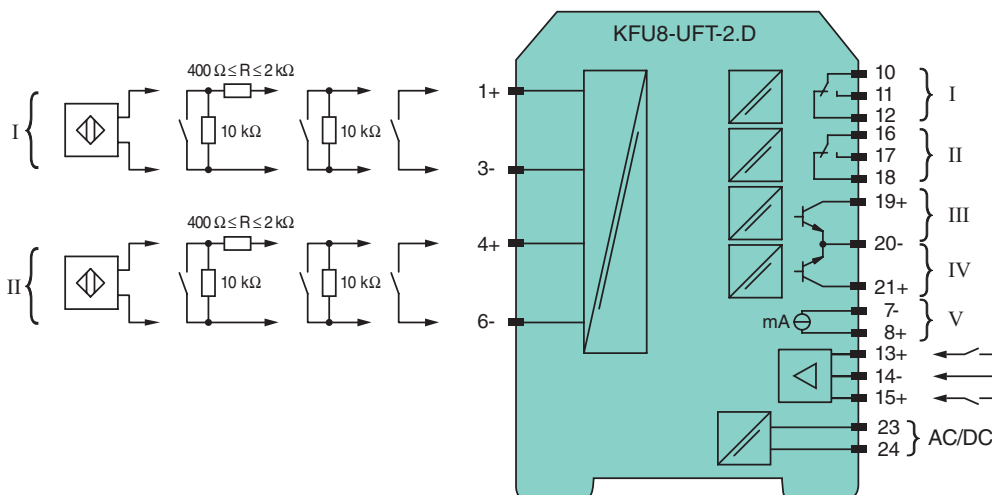 KFU8-UFT-2.D
400 Ω ≤ R ≤ 2 kΩ
I
10 kΩ
10 kΩ
1+
3-
400 Ω ≤ R ≤ 2 kΩ
II
10 kΩ
10 kΩ
4+
6-
10
11
12
I
16
17
18
II
19+
III
20-
IV
21+
mA
7-
8+
V
13+
14-
15+
23
24
AC/DC